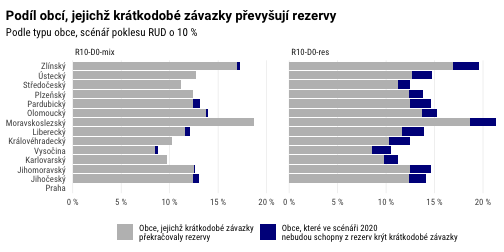 Podíl obcí, jejichž krátkodobé závazky převyšují rezervy
Podle typu obce, scénář poklesu RUD o 10 %
R10-D0-mix
R10-D0-res
Zlínský
Ústecký
Středočeský
Plzeňský
Pardubický
Olomoucký
Moravskoslezský
Liberecký
Královéhradecký
Vysočina
Karlovarský
Jihomoravský
Jihočeský
Praha
0 % 5 % 10 % 15 % 20 %
0 % 5 % 10 % 15 % 20 %
Obce, jejichž krátkodobé závazky
překračovaly rezervy
Obce, které ve scénáři 2020
nebudou schopny z rezerv krýt krátkodobé závazky